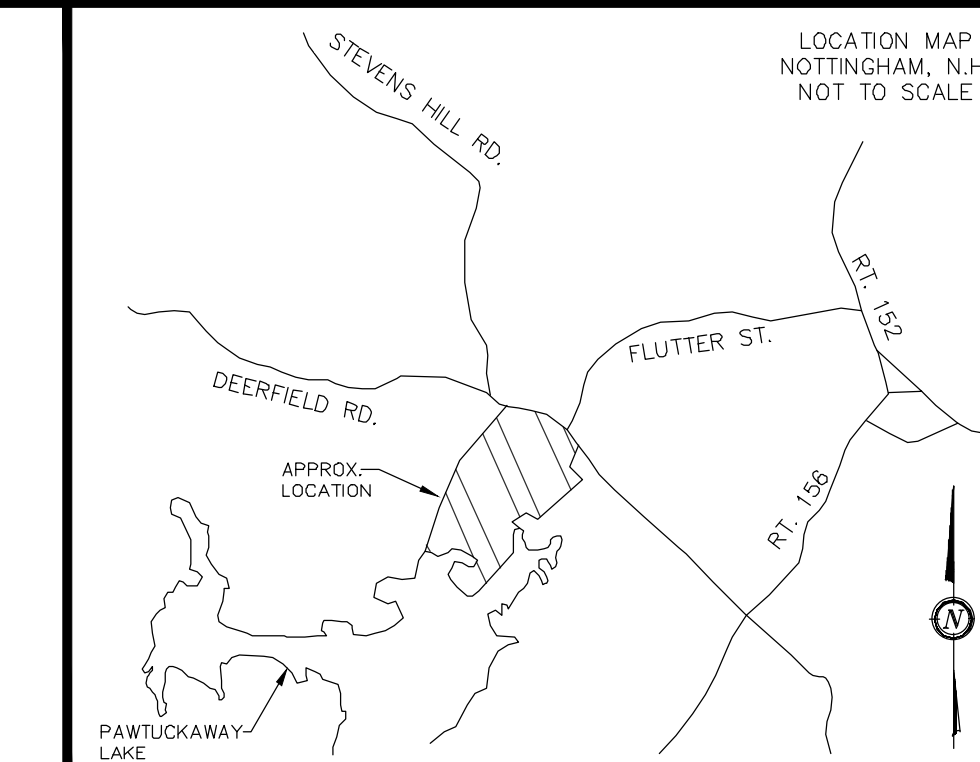 LOCATION MAP
NOTTINGHAM, N.H
NOT TO SCALE
STEVENS HILL RD.
RT. 152
FLUTTER ST.
DEERFIELD RD.
APPROX.
LOCATION
RT. 156
N
PAWTUCKAWAY
LAKE